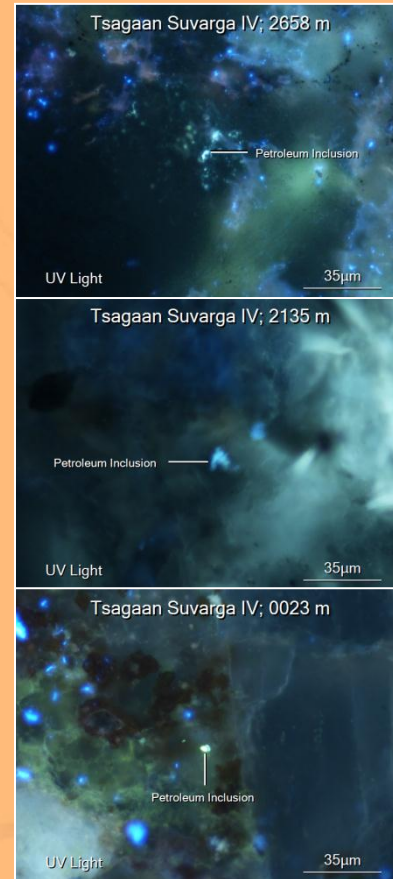 Tsagaan Suvarga IV; 2658 m
Petroleum Inclusion
UV Light
35µm
Tsagaan Suvarga IV; 2135 m
Petroleum Inclusion
UV Light
35µm
Tsagaan Suvarga IV; 0023 m
Petroleum Inclusion
UV Light
35µm